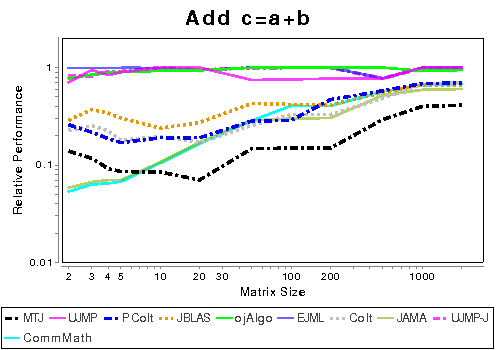 Add c=a+b
Relative Performance
1
0.1
0.01
2 3 4 5 10 20 30 100 200 1000
Matrix Size
MTJ UJMP PColt JBLAS ojAlgo EJML Colt JAMA UJMP-J
CommMath